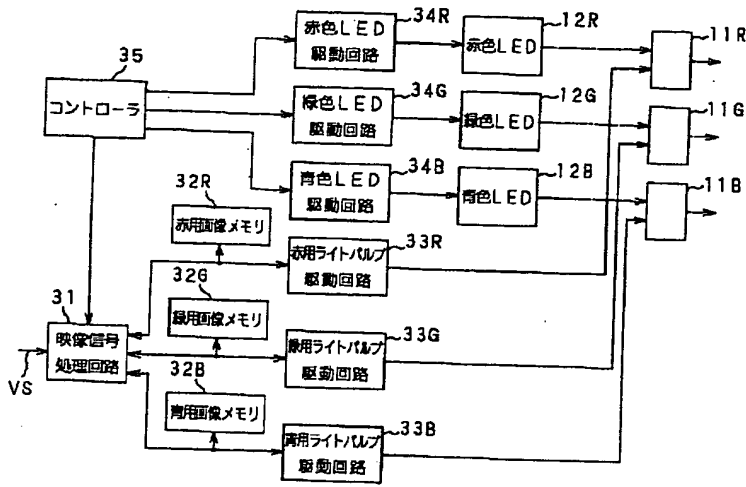 34R
12R
11R
赤色LED
駆動回路
赤色LED
35
コントローラ
34G
12G
11G
緑色LED
駆動回路
緑色LED
34B
12B
11B
青色LED
駆動回路
青色LED
32R
赤用画像メモリ
33R
赤用ライトバルブ
駆動回路
32G
緑用画像メモリ
31
映像信号
処理回路
VS
33G
緑用ライトバルブ
駆動回路
32B
青用画像メモリ
33B
青用ライトバルブ
駆動回路